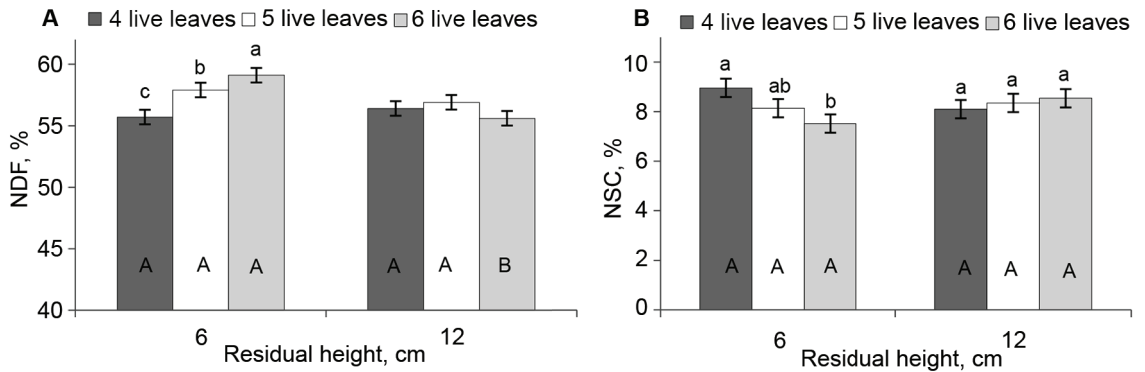 A
4 live leaves 5 live leaves 6 live leaves
NDF, %
60
55
50
45
40
c b a
A A A
A A B
6 12
Residual height, cm
B
4 live leaves 5 live leaves 6 live leaves
NSC, %
10
8
6
4
2
0
a ab b
a a a
A A A
A A A
6 12
Residual height, cm